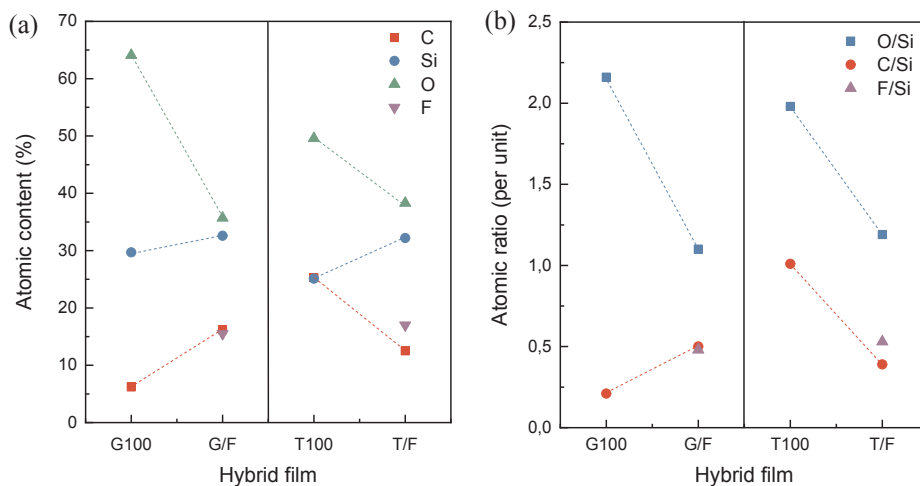 (a)
70
60
50
40
30
20
10
0
Atomic content (%)
C
Si
O
F
G100 G/F T100 T/F
Hybrid film
(b)
2,5
2,0
1,5
1,0
0,5
0,0
Atomic ratio (per unit)
O/Si
C/Si
F/Si
G100 G/F T100 T/F
Hybrid film